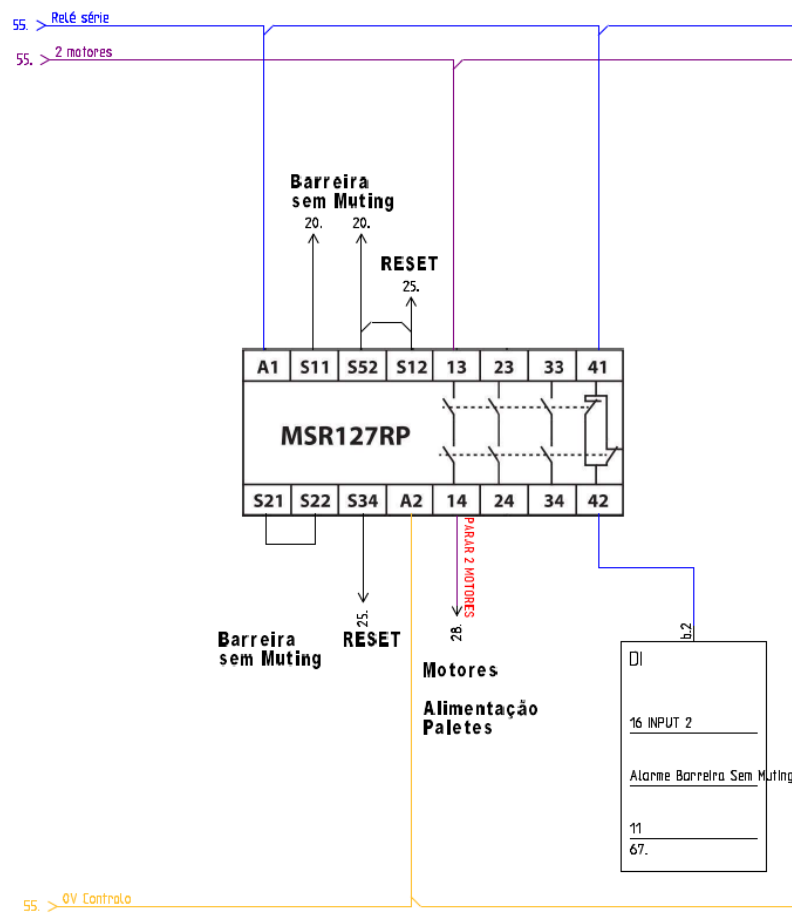 55. Relé série
55. 2 motores
Barreira
sem Muting
20. 20.
RESET
25.
A1 S11 S52 S12 13 23 33 41
MSR127RP
S21 S22 S34 A2 14 24 34 42
PARAR 2 MOTORES
25.
28.
Barreira
sem Muting
RESET
Motores
Alimentação
Paletes
b.2
DI
16 INPUT 2
Alarme Barreira Sem Muting
11
67.
55. 0V Controlo